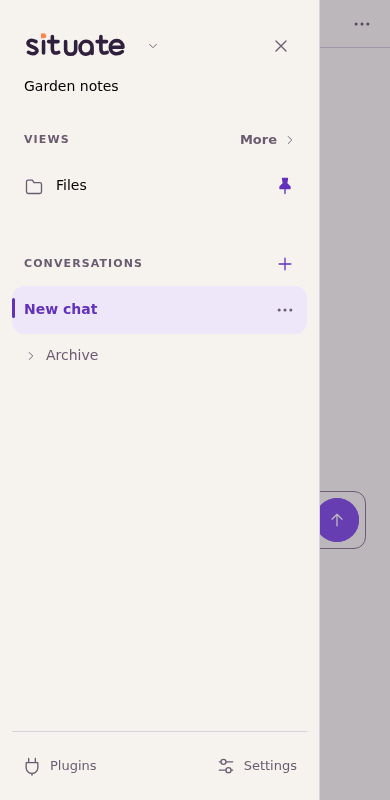 situate
Garden notes
VIEWS
More
Files
CONVERSATIONS
New chat
Archive
Plugins
Settings